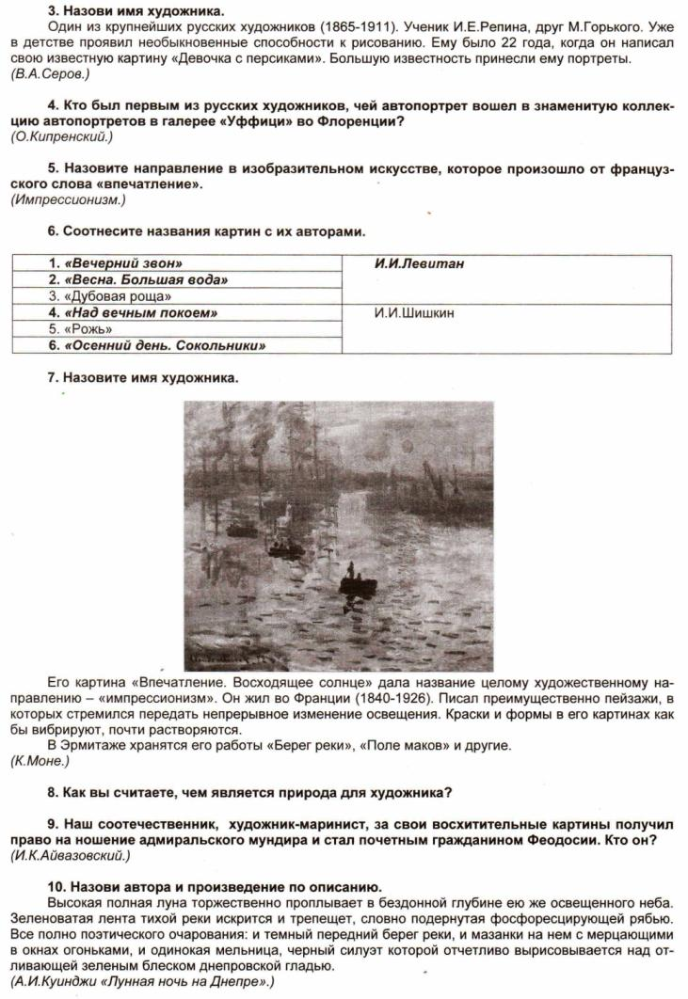 3. Назови имя художника.
Один из крупнейших русских художников (1865-1911). Ученик И.Е.Репина, друг М.Горького. Уже
в детстве проявил необыкновенные способности к рисованию. Ему было 22 года, когда он написал
свою известную картину «Девочка с персиками». Большую известность принесли ему портреты.
(В.А.Серов.)
4. Кто был первым из русских художников, чей автопортрет вошел в знаменитую коллек-
цию автопортретов в галерее «Уффици» во Флоренции?
(О.Кипренский.)
5. Назовите направление в изобразительном искусстве, которое произошло от француз-
ского слова «впечатление».
(Импрессионизм.)
6. Соотнесите названия картин с их авторами.
1. «Вечерний звон»
И.И.Левитан
2. «Весна. Большая вода»
3. «Дубовая роща»
4. «Над вечным покоем»
И.И.Шишкин
5. «Рожь»
6. «Осенний день. Сокольники»
7. Назовите имя художника.
Его картина «Впечатление. Восходящее солнце» дала название целому художественному на-
правлению – «импрессионизм». Он жил во Франции (1840-1926). Писал преимущественно пейзажи, в
которых стремился передать непрерывное изменение освещения. Краски и формы в его картинах как
бы вибрируют, почти растворяются.
В Эрмитаже хранятся его работы «Берег реки», «Поле маков» и другие.
(К.Моне.)
8. Как вы считаете, чем является природа для художника?
9. Наш соотечественник, художник-маринист, за свои восхитительные картины получил
право на ношение адмиральского мундира и стал почетным гражданином Феодосии. Кто он?
(И.К.Айвазовский.)
10. Назови автора и произведение по описанию.
Высокая полная луна торжественно проплывает в бездонной глубине ею же освещенного неба.
Зеленоватая лента тихой реки искрится и трепещет, словно подернутая фосфоресцирующей рябью.
Все полно поэтического очарования: и темный передний берег реки, и мазанки на нем с мерцающими
в окнах огоньками, и одинокая мельница, черный силуэт которой отчетливо вырисовывается над от-
ливающей зеленым блеском днепровской гладью.
(А.И.Куинджи «Лунная ночь на Днепре».)